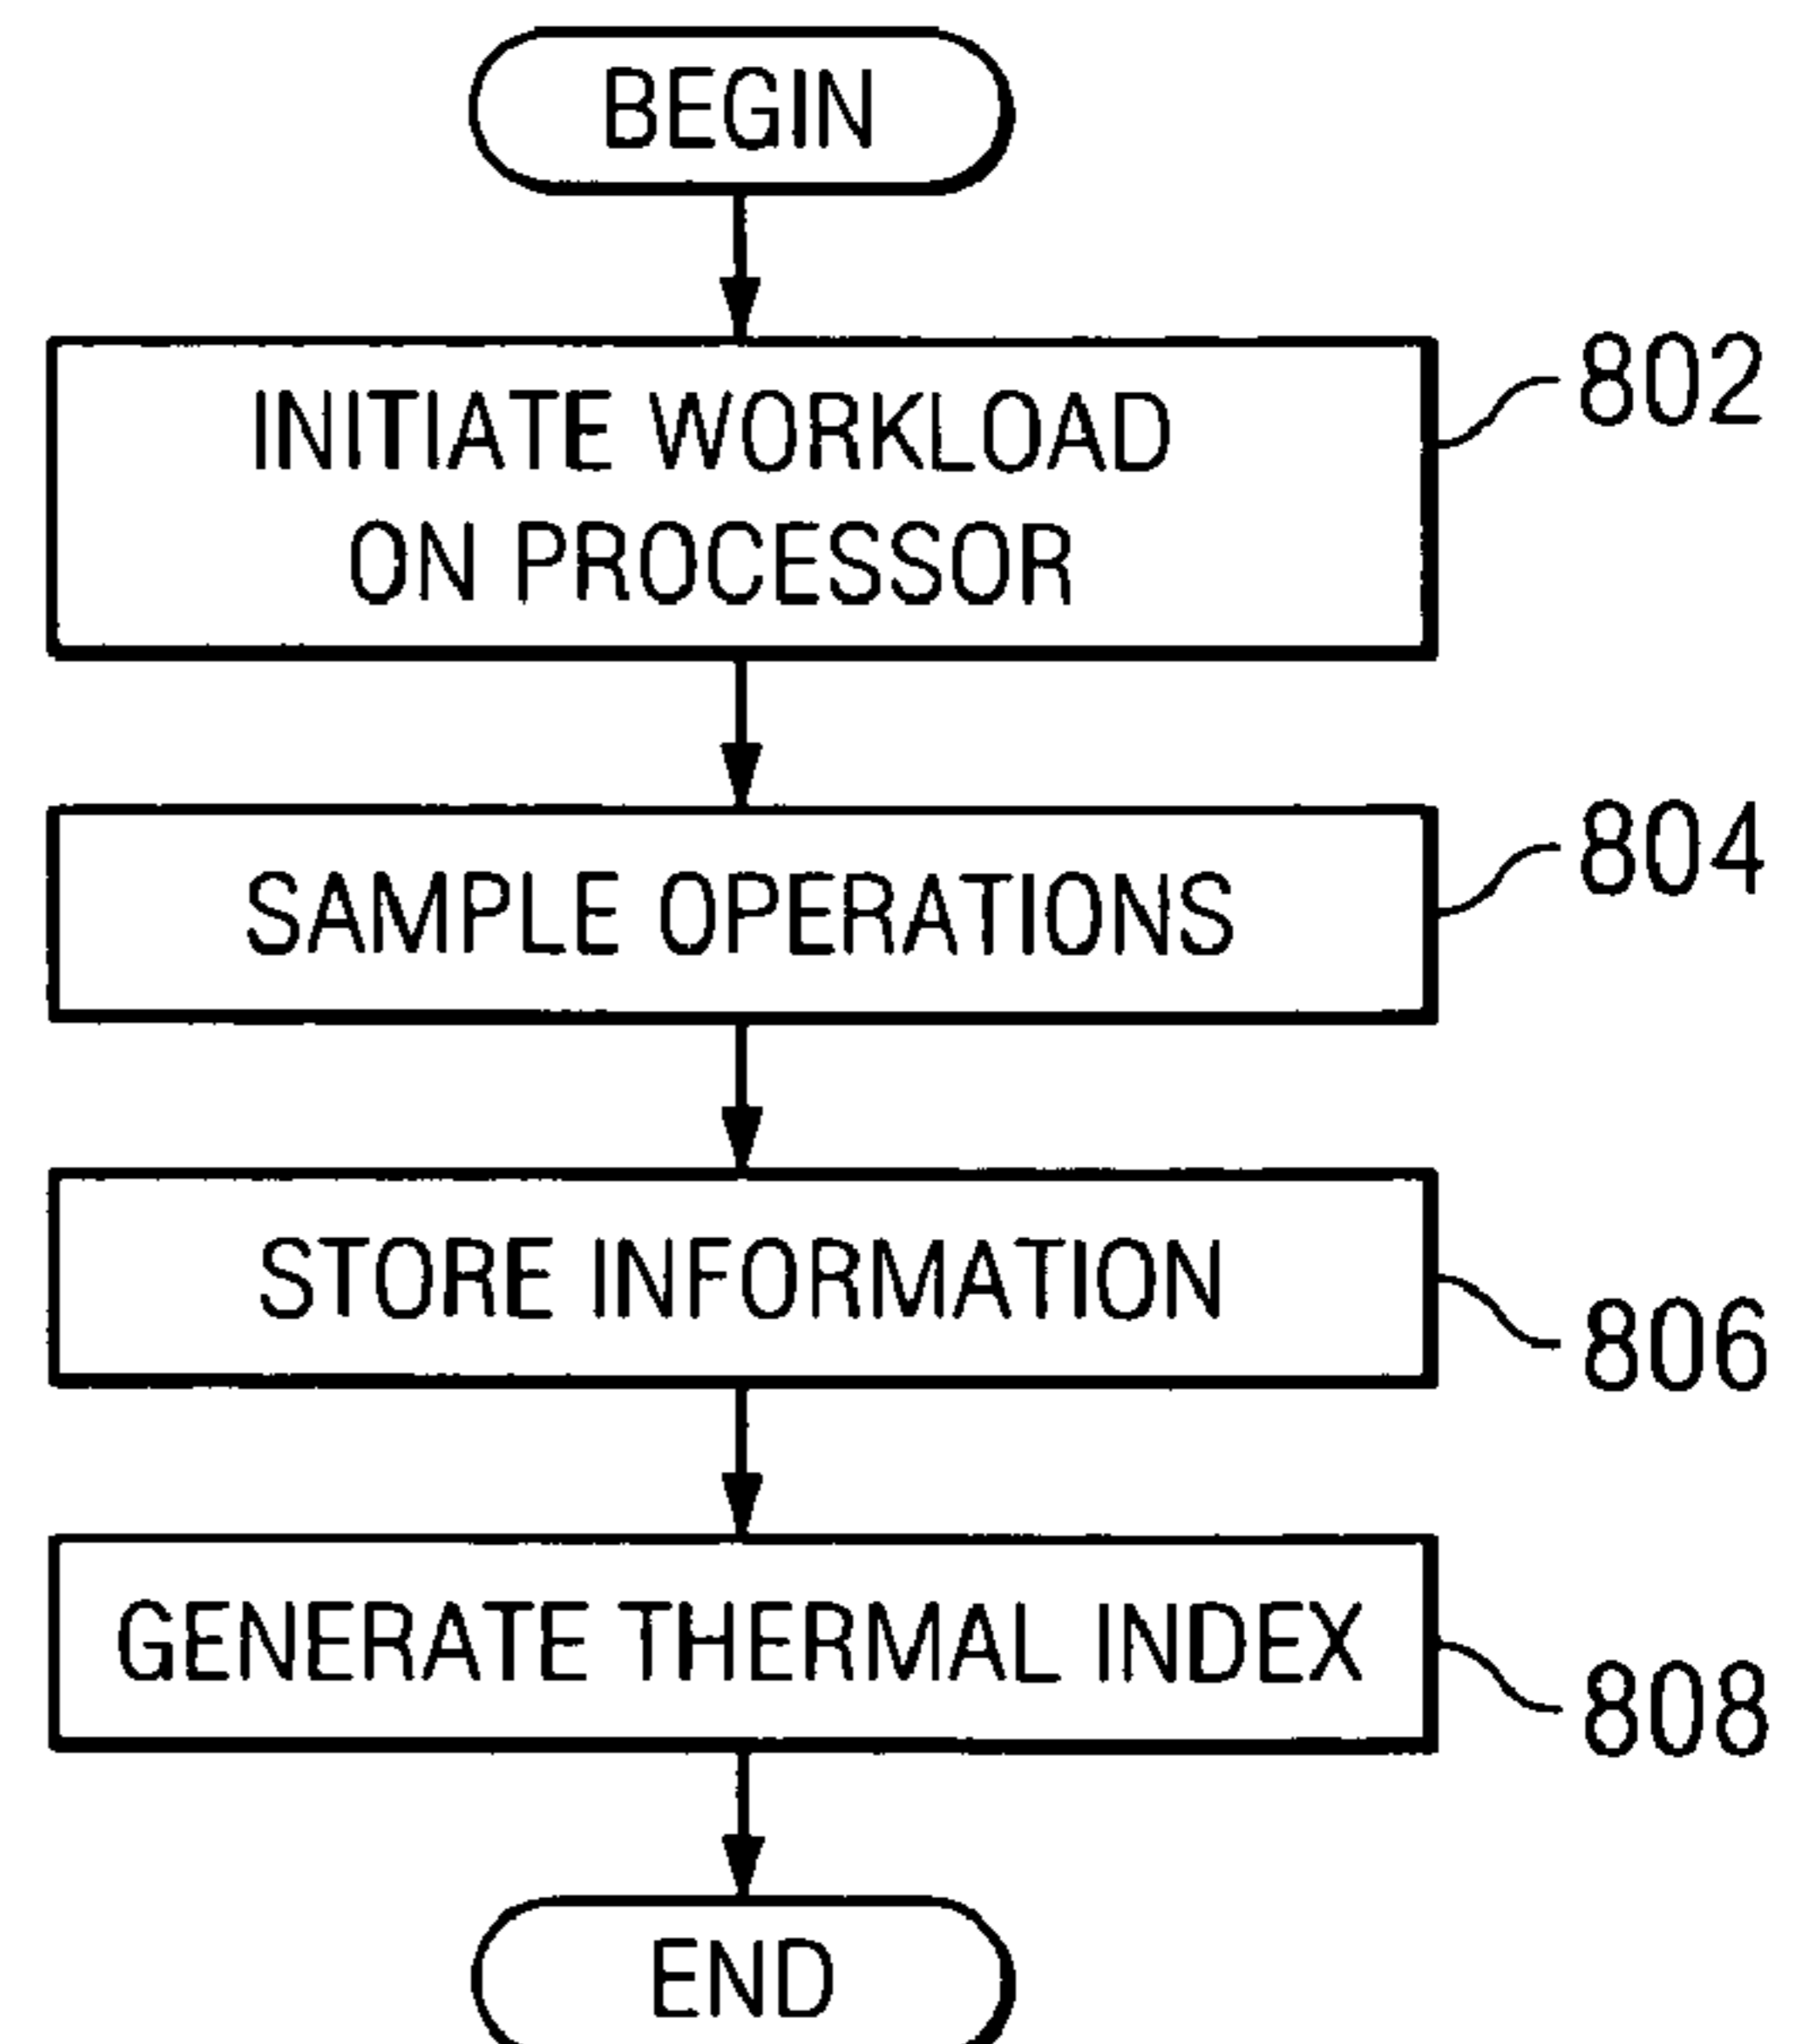 BEGIN
INITIATE WORKLOAD
ON PROCESSOR
802
SAMPLE OPERATIONS
804
STORE INFORMATION
806
GENERATE THERMAL INDEX
808
END